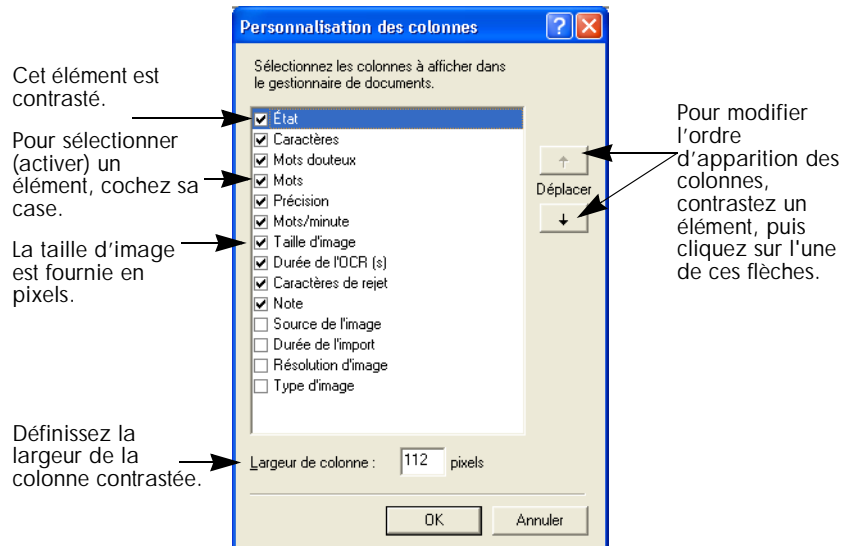 Personnalisation des colonnes
Sélectionnez les colonnes à afficher dans
le gestionnaire de documents.
Cet élément est
contrasté.
Pour sélectionner
(activer) un
élément, cochez sa
case.
La taille d'image
est fournie en
pixels.
Définissez la
largeur de la
colonne contrastée.
État
Caractères
Mots douteux
Mots
Précision
Mots/minute
Taille d'image
Durée de l'OCR (s)
Caractères de rejet
Note
Source de l'image
Durée de l'import
Résolution d'image
Type d'image
Déplacer
Pour modifier
l'ordre
d'apparition des
colonnes,
contrastez un
élément, puis
cliquez sur l'une
de ces flèches.
Largeur de colonne : 112 pixels
OK Annuler